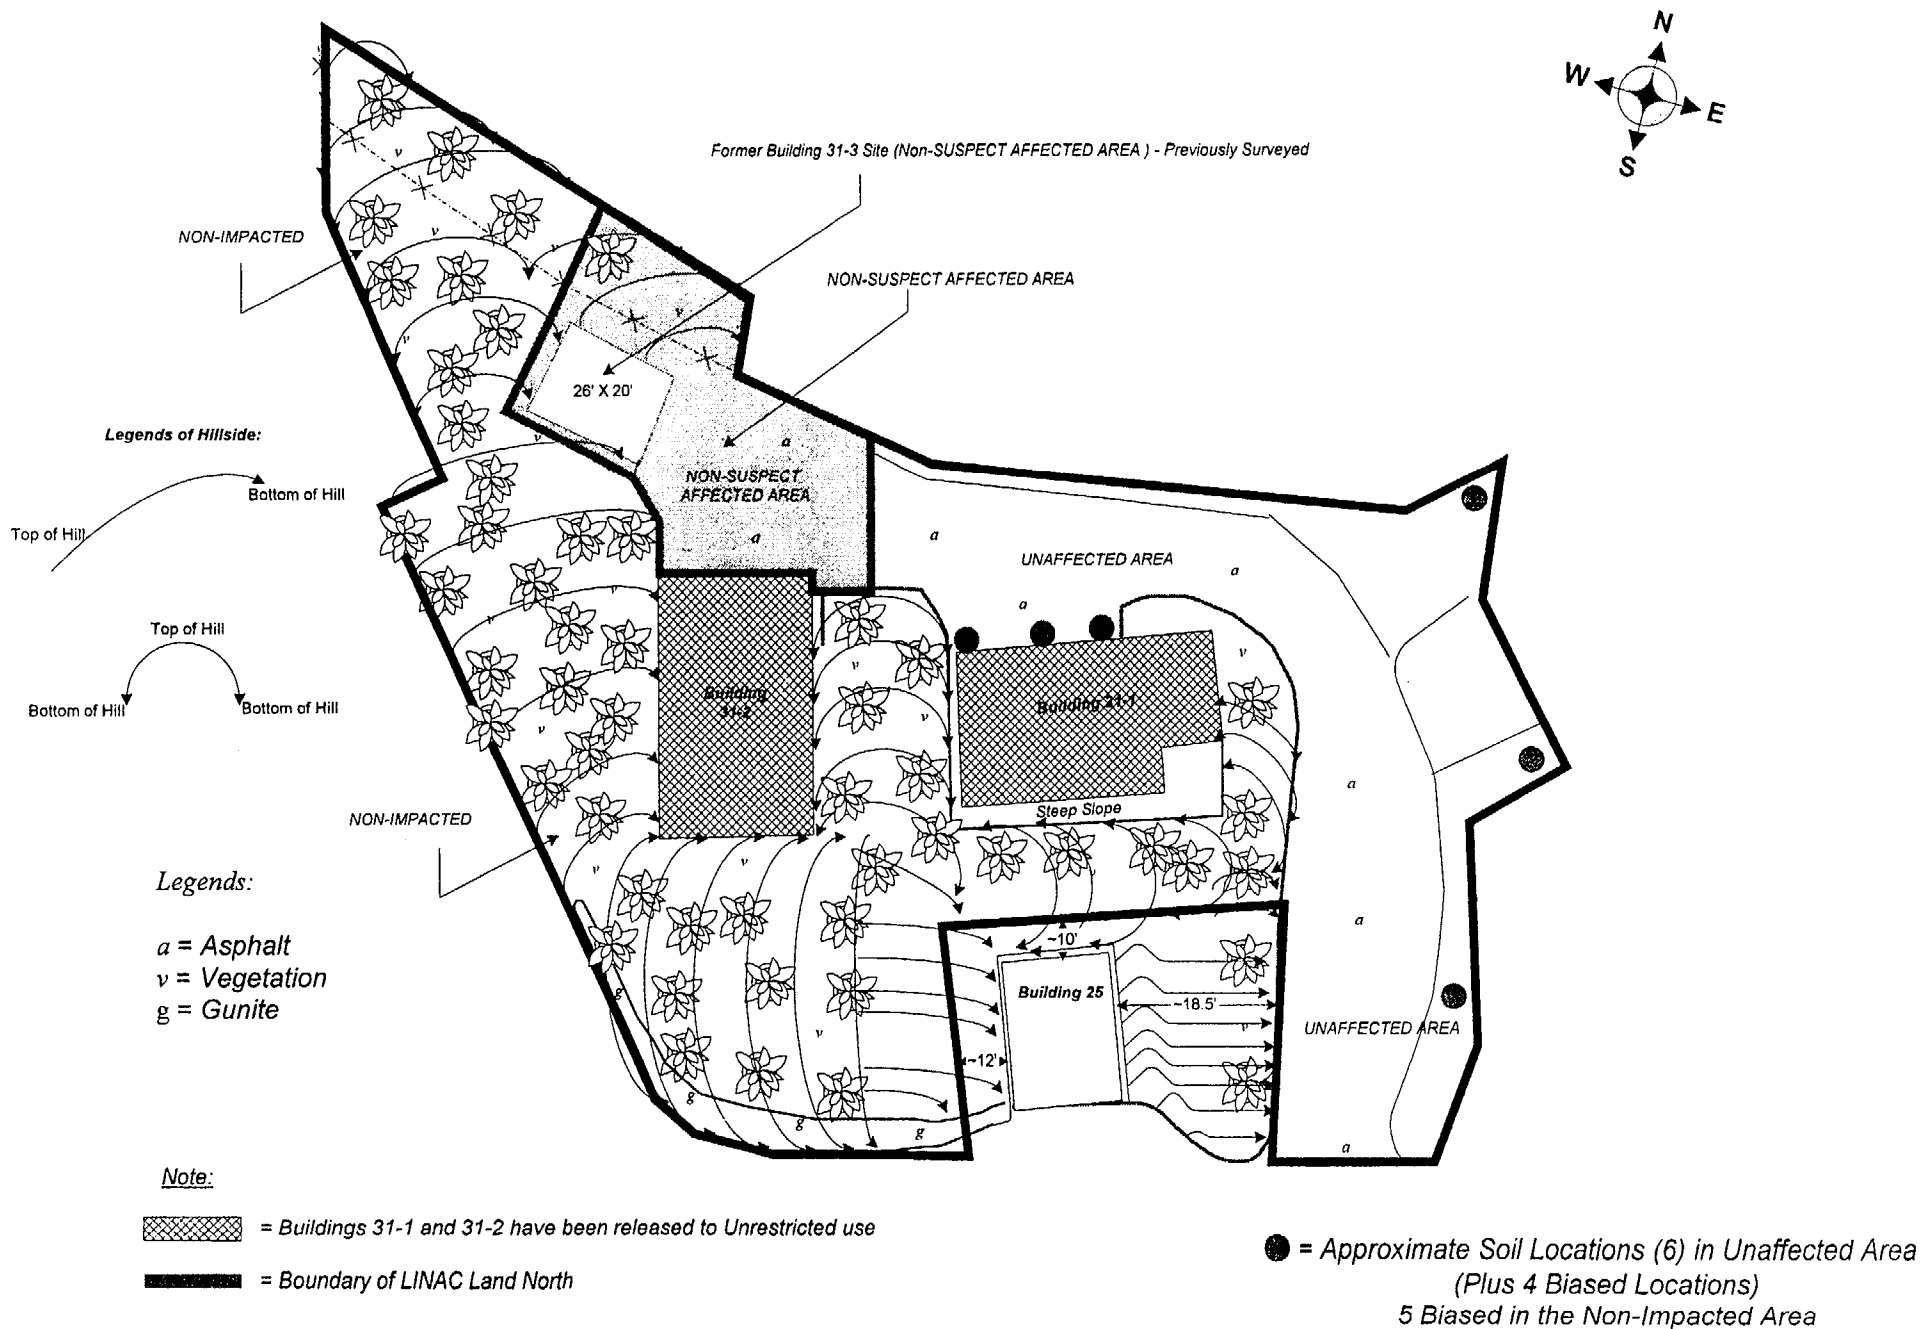 N
W
E
S
Former Building 31-3 Site (Non-SUSPECT AFFECTED AREA ) - Previously Surveyed
NON-IMPACTED
v
v
v
NON-SUSPECT AFFECTED AREA
v
v
v
26' X 20'
Legends of Hillside:
v
a
Bottom of Hill
NON-SUSPECT
AFFECTED AREA
Top of Hill
a
a
UNAFFECTED AREA
a
v
a
v
Top of Hill
v
v
Building
31-2
Building 31-1
Bottom of Hill
Bottom of Hill
v
v
a
Steep Slope
NON-IMPACTED
v
v
Legends:
a = Asphalt
v = Vegetation
g = Gunite
a
~10'
g
Building 25
~18.5'
v
v
UNAFFECTED AREA
~12'
g
g
g
a
Note:
= Buildings 31-1 and 31-2 have been released to Unrestricted use
= Boundary of LINAC Land North
= Approximate Soil Locations (6) in Unaffected Area
(Plus 4 Biased Locations)
5 Biased in the Non-Impacted Area